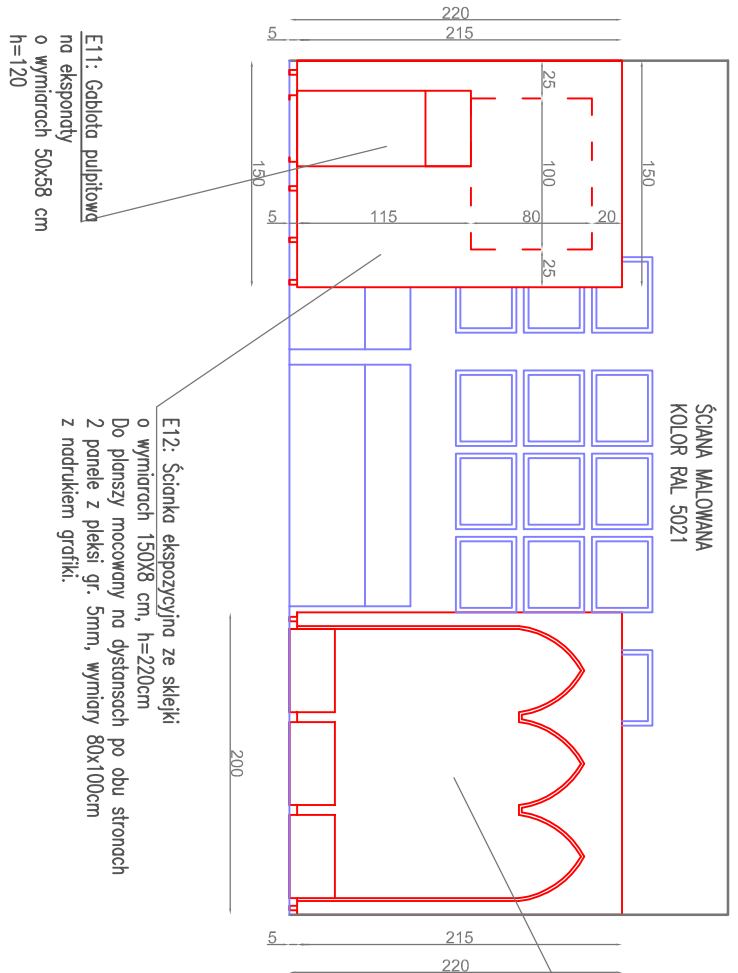 ŚCIANA MALOWANA
KOLOR RAL 5021
220
215
5
150
25
100
25
150
20
80
115
5
E11: Gablota pulpitowa
na eksponaty
o wymiarach 50x58 cm
h=120
E12: Ścianka ekspozycyjna ze sklejki
o wymiarach 150X8 cm, h=220cm
Do planszy mocowany na dystansach po obu stronach
2 panele z pleksi gr. 5mm, wymiary 80x100cm
z nadrukiem grafiki.
200
5
215
220